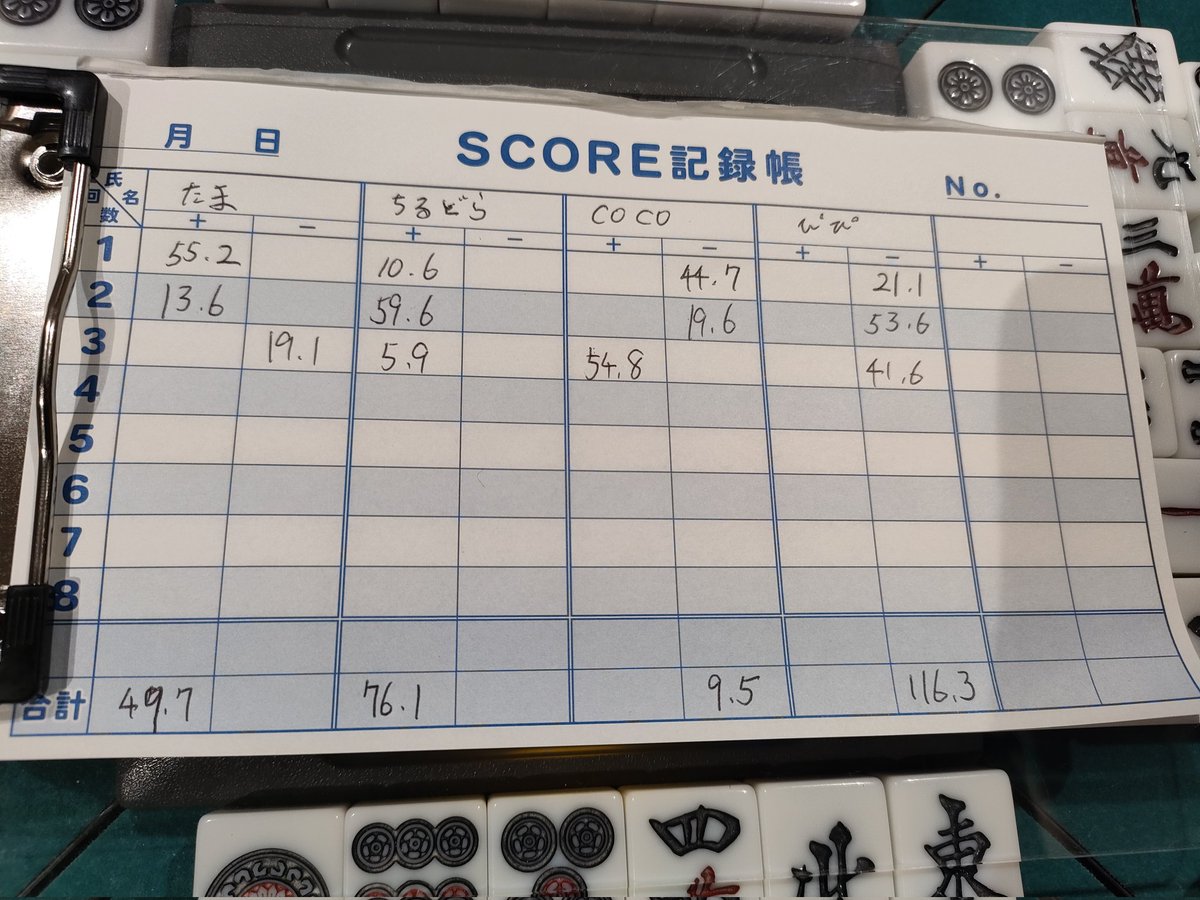 月 日 SCORE記録帳 No.
氏名 回数 たま ちるどら COCO ぴぴ
+ − + − + − + − + −
1 55.2 10.6 44.7 21.1
2 13.6 59.6 19.6 53.6
3 19.1 5.9 54.8 41.6
4
5
6
7
8
合計 49.7 76.1 9.5 116.3
發
三萬
四
北
東